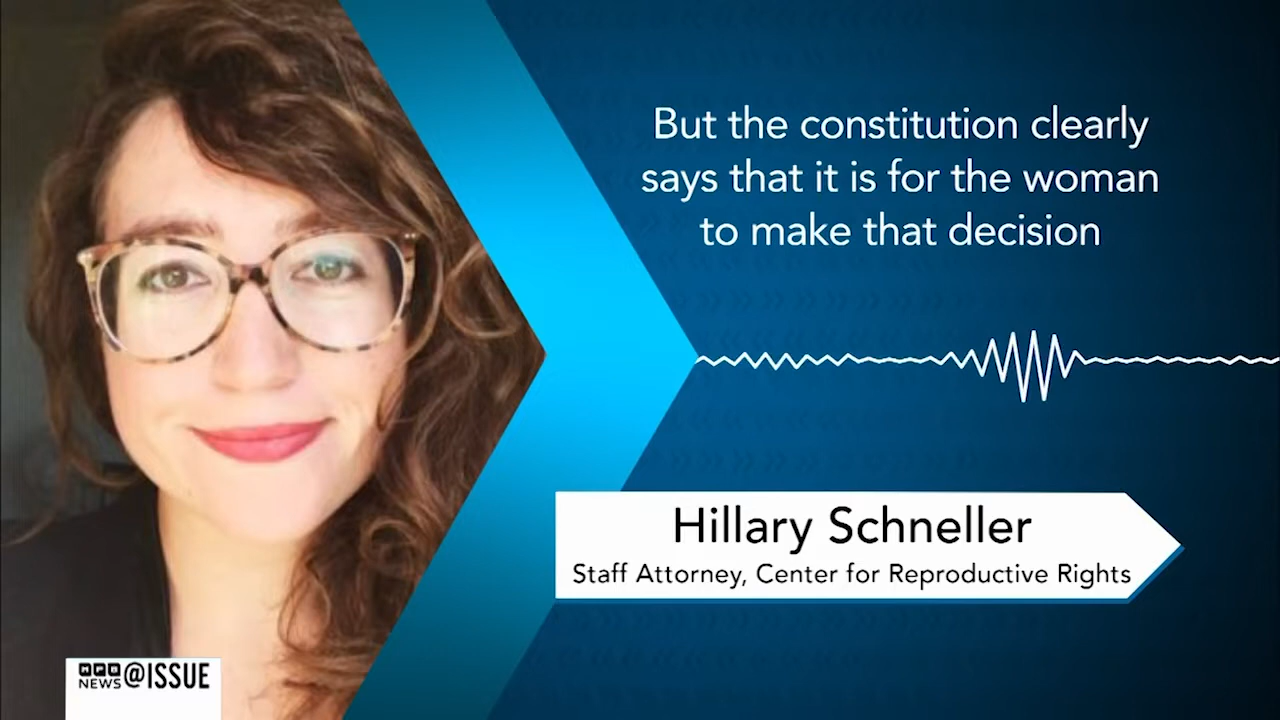 But the constitution clearly
says that it is for the woman
to make that decision
Hillary Schneller
Staff Attorney, Center for Reproductive Rights
NEWS @ISSUE